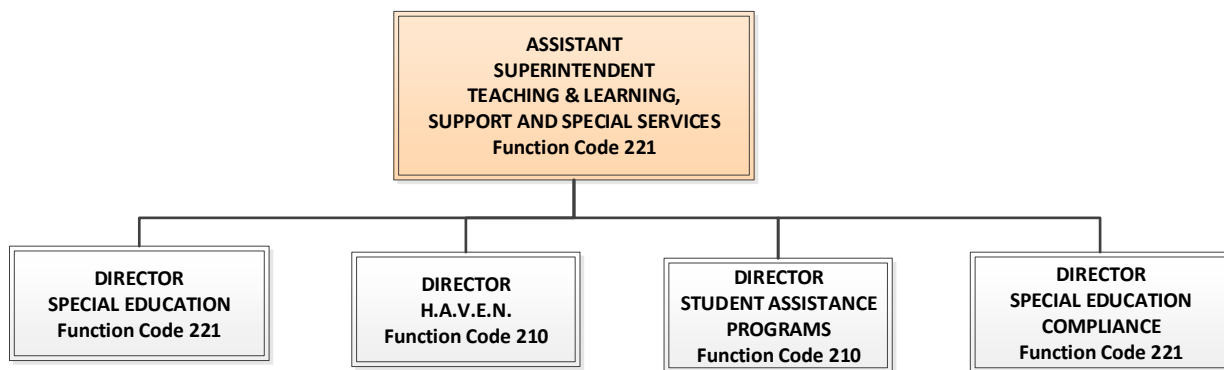 ASSISTANT
SUPERINTENDENT
TEACHING & LEARNING,
SUPPORT AND SPECIAL SERVICES
Function Code 221
DIRECTOR
SPECIAL EDUCATION
Function Code 221
DIRECTOR
H.A.V.E.N.
Function Code 210
DIRECTOR
STUDENT ASSISTANCE
PROGRAMS
Function Code 210
DIRECTOR
SPECIAL EDUCATION
COMPLIANCE
Function Code 221